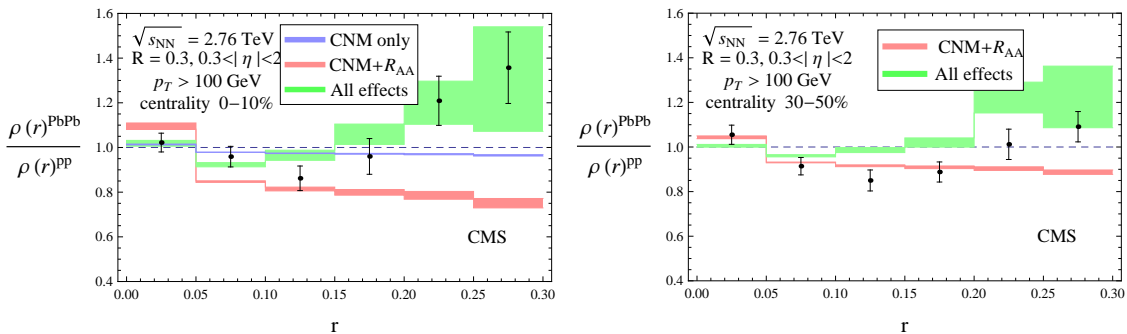 √s_NN = 2.76 TeV
R = 0.3, 0.3<| η |<2
p_T > 100 GeV
centrality 0−10%
CNM only
CNM+R_AA
All effects
ρ (r)^PbPb
ρ (r)^pp
1.6
1.4
1.2
1.0
0.8
0.6
0.4
CMS
0.00 0.05 0.10 0.15 0.20 0.25 0.30
r
√s_NN = 2.76 TeV
R = 0.3, 0.3<| η |<2
p_T > 100 GeV
centrality 30−50%
CNM+R_AA
All effects
ρ (r)^PbPb
ρ (r)^pp
1.6
1.4
1.2
1.0
0.8
0.6
0.4
CMS
0.00 0.05 0.10 0.15 0.20 0.25 0.30
r